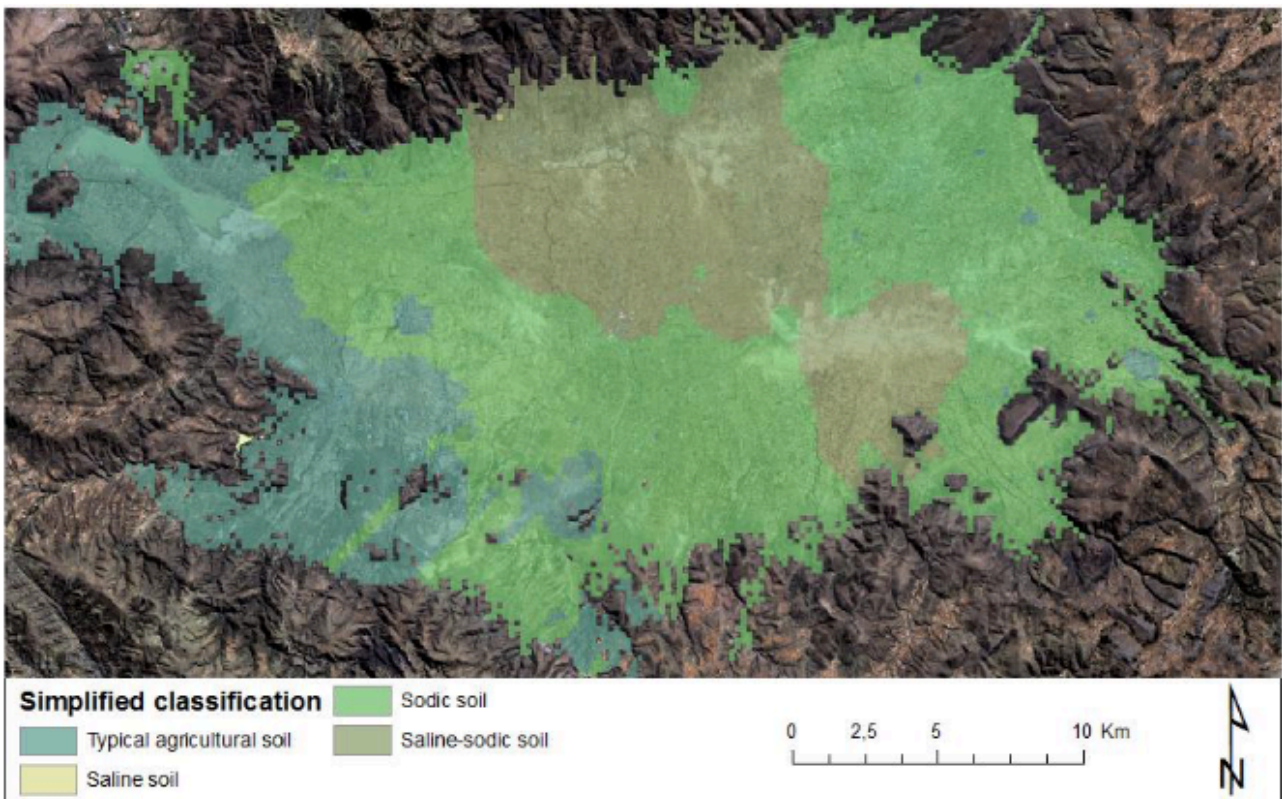 Simplified classification
Typical agricultural soil
Saline soil
Sodic soil
Saline-sodic soil
0 2,5 5 10 Km
N